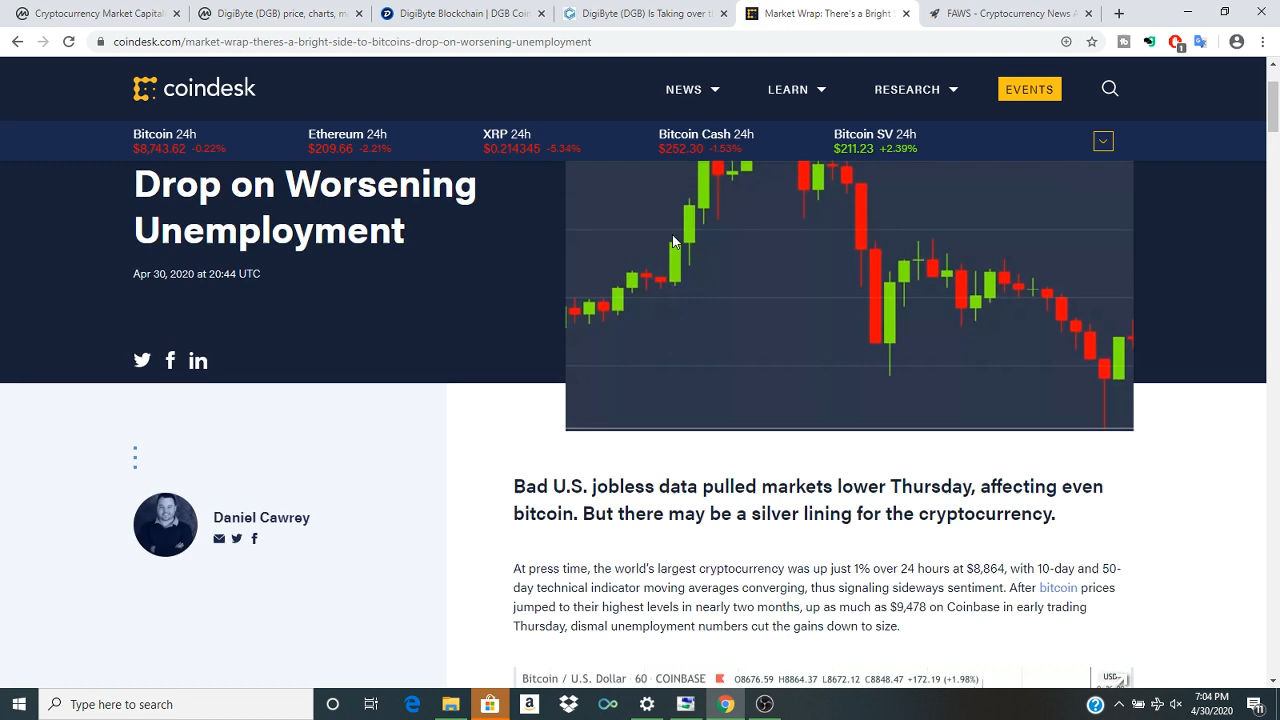 Cryptocurrency Market Capital
DigiByte (DGB) price charts, m
DigiByte Blockchain | DGB Coin
DigiByte (DGB) Is Taking over t
Market Wrap: There's a Bright S
FAWS - Cryptocurrency News A
coindesk.com/market-wrap-theres-a-bright-side-to-bitcoins-drop-on-worsening-unemployment
coindesk
NEWS
LEARN
RESEARCH
EVENTS
Bitcoin 24h
$8,743.62 -0.22%
Ethereum 24h
$209.66 -2.21%
XRP 24h
$0.214345 -5.34%
Bitcoin Cash 24h
$252.30 -1.53%
Bitcoin SV 24h
$211.23 +2.39%
Drop on Worsening
Unemployment
Apr 30, 2020 at 20:44 UTC
Daniel Cawrey
Bad U.S. jobless data pulled markets lower Thursday, affecting even
bitcoin. But there may be a silver lining for the cryptocurrency.
At press time, the world's largest cryptocurrency was up just 1% over 24 hours at $8,864, with 10-day and 50-
day technical indicator moving averages converging, thus signaling sideways sentiment. After bitcoin prices
jumped to their highest levels in nearly two months, up as much as $9,478 on Coinbase in early trading
Thursday, dismal unemployment numbers cut the gains down to size.
Bitcoin / U.S. Dollar · 60 · COINBASE O8676.59 H8864.37 L8672.12 C8848.47 +172.19 (+1.98%)
USD
Type here to search
7:04 PM
4/30/2020